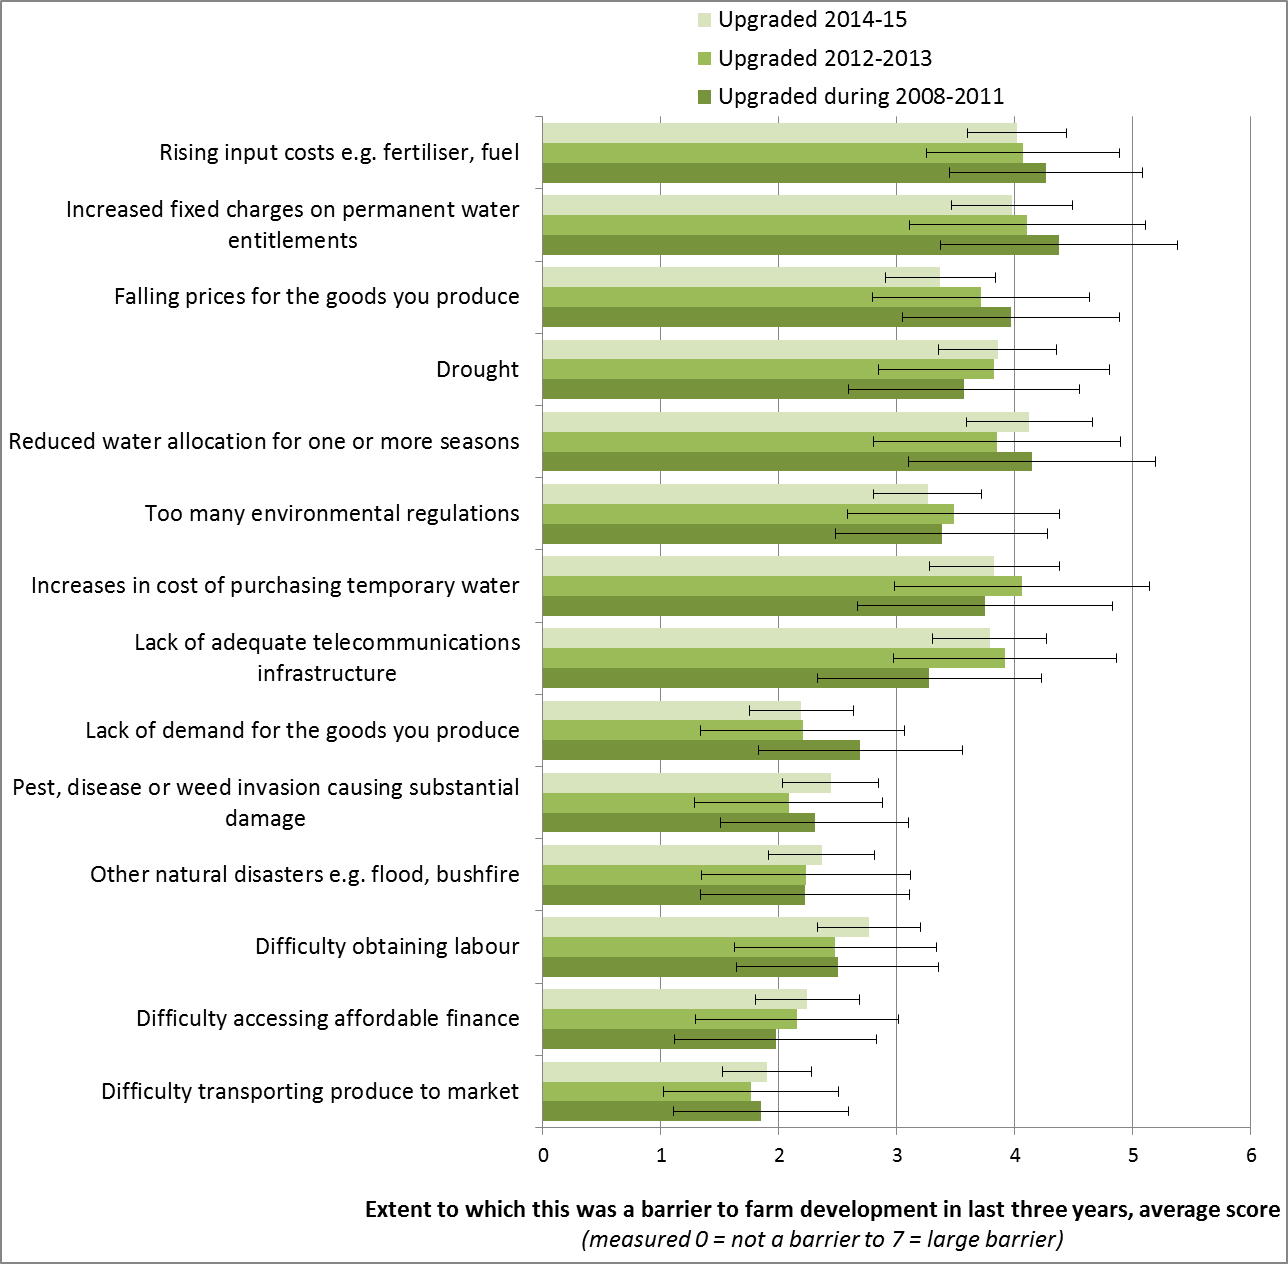 Upgraded 2014-15
Upgraded 2012-2013
Upgraded during 2008-2011
Rising input costs e.g. fertiliser, fuel
Increased fixed charges on permanent water
entitlements
Falling prices for the goods you produce
Drought
Reduced water allocation for one or more seasons
Too many environmental regulations
Increases in cost of purchasing temporary water
Lack of adequate telecommunications
infrastructure
Lack of demand for the goods you produce
Pest, disease or weed invasion causing substantial
damage
Other natural disasters e.g. flood, bushfire
Difficulty obtaining labour
Difficulty accessing affordable finance
Difficulty transporting produce to market
0 1 2 3 4 5 6
Extent to which this was a barrier to farm development in last three years, average score
(measured 0 = not a barrier to 7 = large barrier)